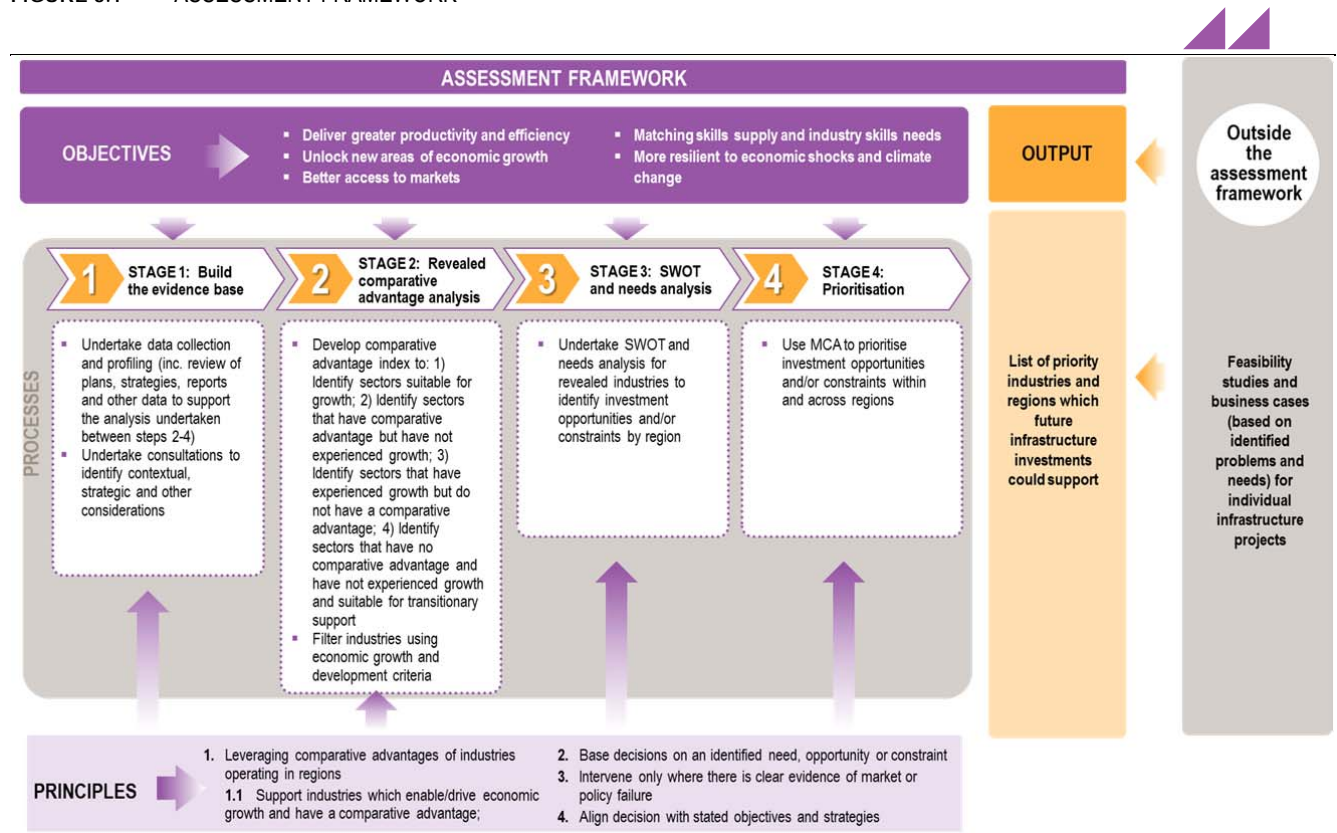 ASSESSMENT FRAMEWORK
OBJECTIVES
▪ Deliver greater productivity and efficiency
▪ Unlock new areas of economic growth
▪ Better access to markets
▪ Matching skills supply and industry skills needs
▪ More resilient to economic shocks and climate
change
OUTPUT
Outside
the
assessment
framework
PROCESSES
1
STAGE 1: Build
the evidence base
▪ Undertake data collection
and profiling (inc. review of
plans, strategies, reports
and other data to support
the analysis undertaken
between steps 2-4)
▪ Undertake consultations to
identify contextual,
strategic and other
considerations
2
STAGE 2: Revealed
comparative
advantage analysis
▪ Develop comparative
advantage index to: 1)
Identify sectors suitable for
growth; 2) Identify sectors
that have comparative
advantage but have not
experienced growth; 3)
Identify sectors that have
experienced growth but do
not have a comparative
advantage; 4) Identify
sectors that have no
comparative advantage and
have not experienced growth
and suitable for transitionary
support
▪ Filter industries using
economic growth and
development criteria
3
STAGE 3: SWOT
and needs analysis
▪ Undertake SWOT and
needs analysis for
revealed industries to
identify investment
opportunities and/or
constraints by region
4
STAGE 4:
Prioritisation
▪ Use MCA to prioritise
investment opportunities
and/or constraints within
and across regions
List of priority
industries and
regions which
future
infrastructure
investments
could support
Feasibility
studies and
business cases
(based on
identified
problems and
needs) for
individual
infrastructure
projects
PRINCIPLES
1. Leveraging comparative advantages of industries
operating in regions
1.1 Support industries which enable/drive economic
growth and have a comparative advantage;
2. Base decisions on an identified need, opportunity or constraint
3. Intervene only where there is clear evidence of market or
policy failure
4. Align decision with stated objectives and strategies